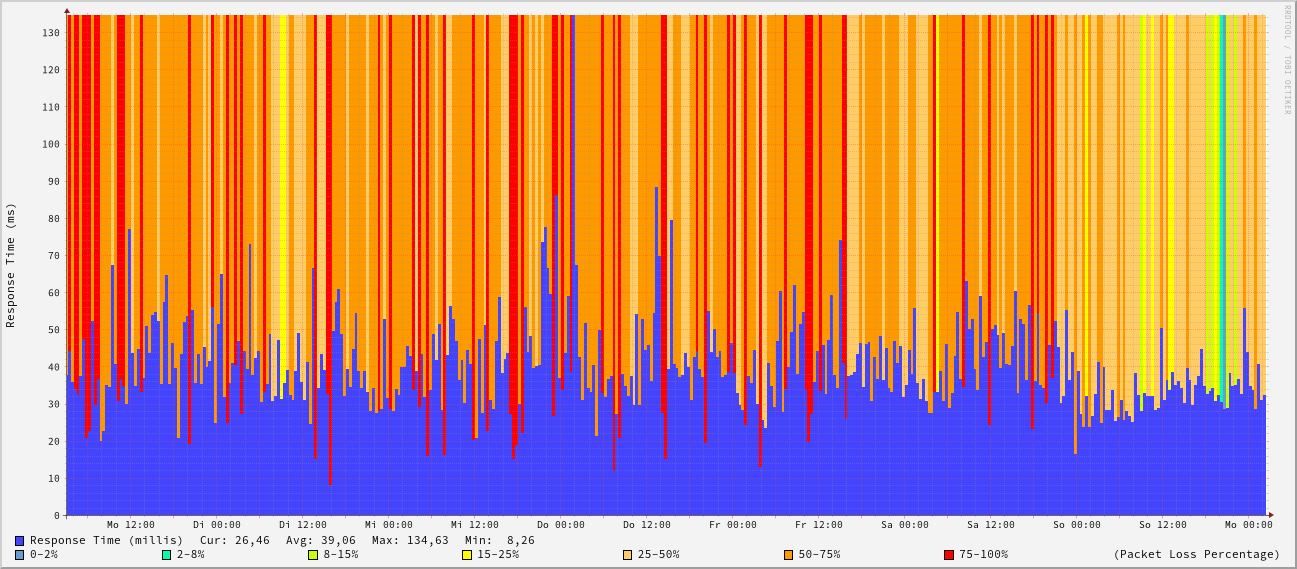 RRDTOOL / TOBI OETIKER
Response Time (ms)
130
120
110
100
90
80
70
60
50
40
30
20
10
0
Mo 12:00 Di 00:00 Di 12:00 Mi 00:00 Mi 12:00 Do 00:00 Do 12:00 Fr 00:00 Fr 12:00 Sa 00:00 Sa 12:00 So 00:00 So 12:00 Mo 00:00
Response Time (millis) Cur: 26,46 Avg: 39,06 Max: 134,63 Min: 8,26
0-2% 2-8% 8-15% 15-25% 25-50% 50-75% 75-100% (Packet Loss Percentage)